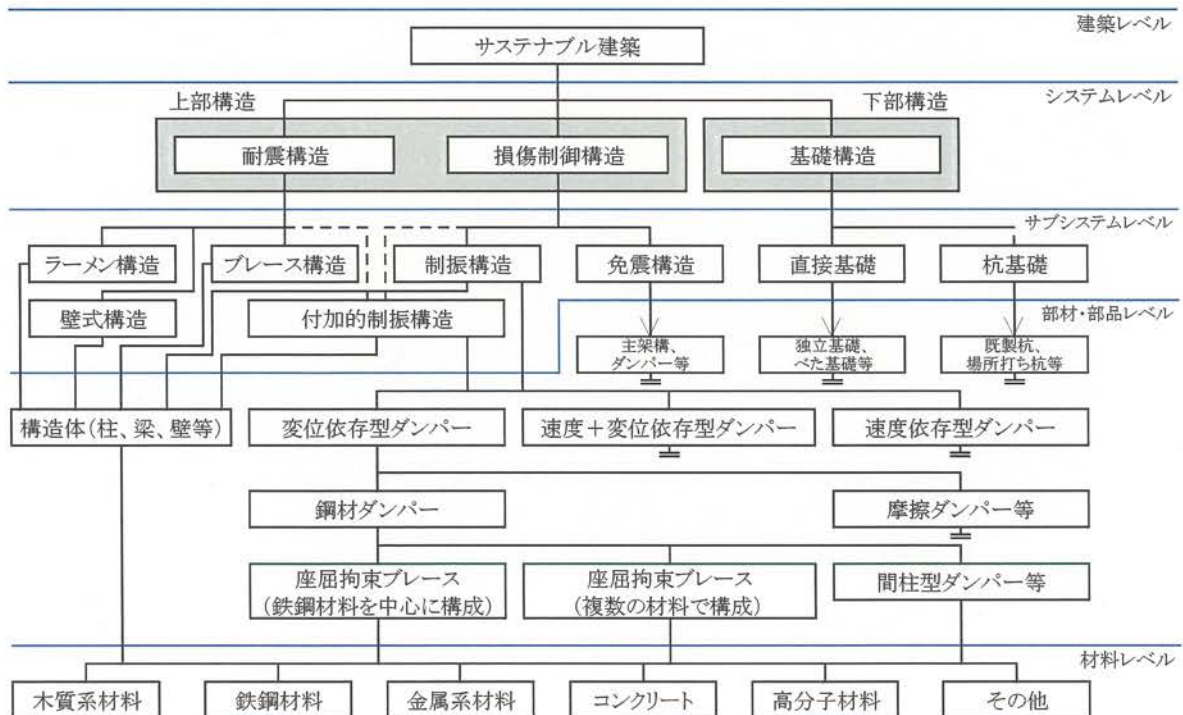 建築レベル
サステナブル建築
システムレベル
上部構造
下部構造
耐震構造
損傷制御構造
基礎構造
サブシステムレベル
ラーメン構造
ブレース構造
制振構造
免震構造
直接基礎
杭基礎
部材・部品レベル
壁式構造
付加的制振構造
主架構、
ダンパー等
独立基礎、
べた基礎等
既製杭、
場所打ち杭等
構造体(柱、梁、壁等)
変位依存型ダンパー
速度＋変位依存型ダンパー
速度依存型ダンパー
鋼材ダンパー
摩擦ダンパー等
座屈拘束ブレース
(鉄鋼材料を中心に構成)
座屈拘束ブレース
(複数の材料で構成)
間柱型ダンパー等
材料レベル
木質系材料
鉄鋼材料
金属系材料
コンクリート
高分子材料
その他